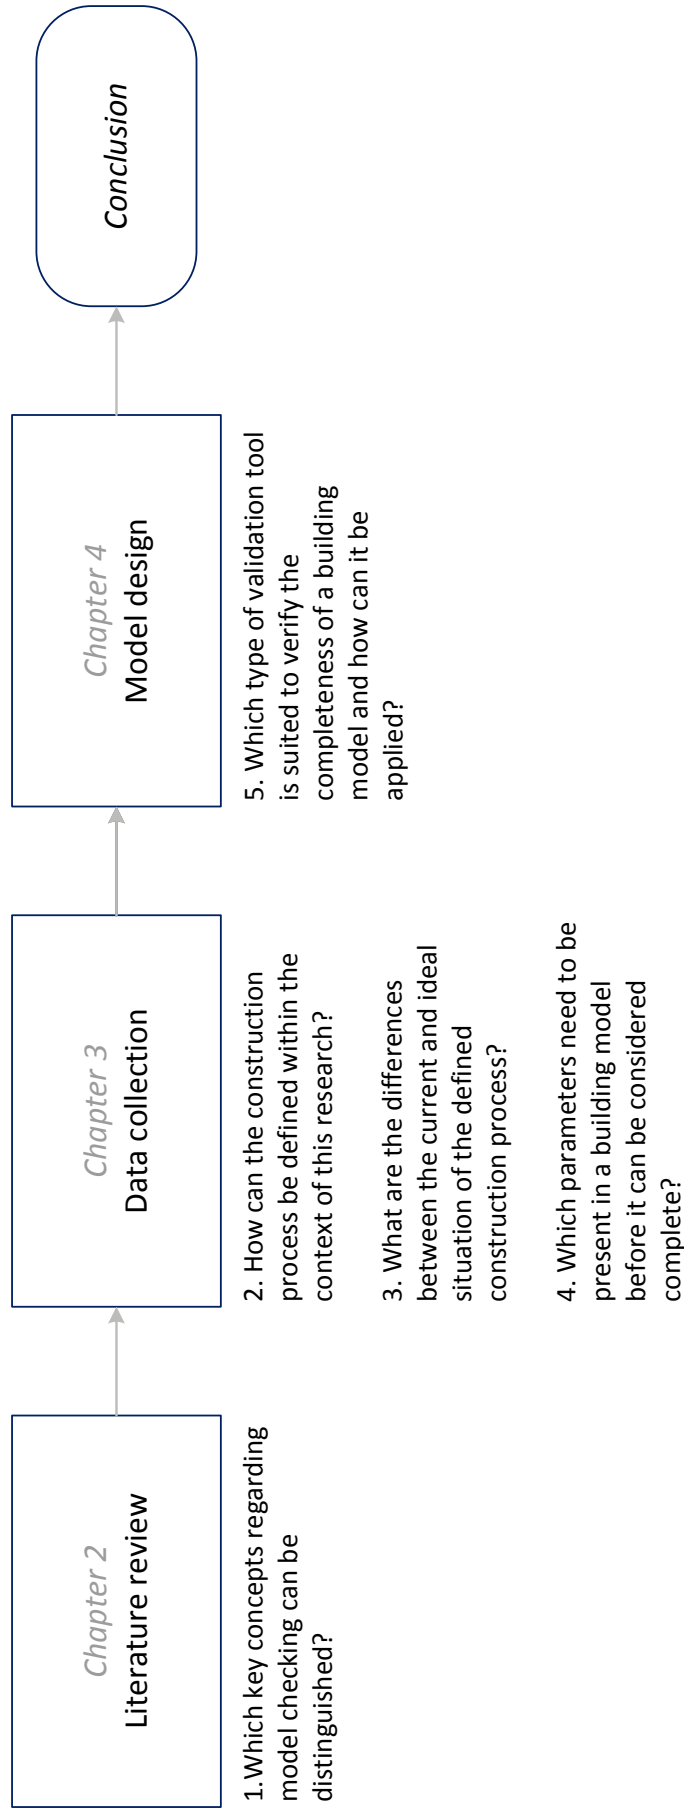 Chapter 2
Literature review
1.Which key concepts regarding
model checking can be
distinguished?
Chapter 3
Data collection
2. How can the construction
process be defined within the
context of this research?
3. What are the differences
between the current and ideal
situation of the defined
construction process?
4. Which parameters need to be
present in a building model
before it can be considered
complete?
Chapter 4
Model design
5. Which type of validation tool
is suited to verify the
completeness of a building
model and how can it be
applied?
Conclusion